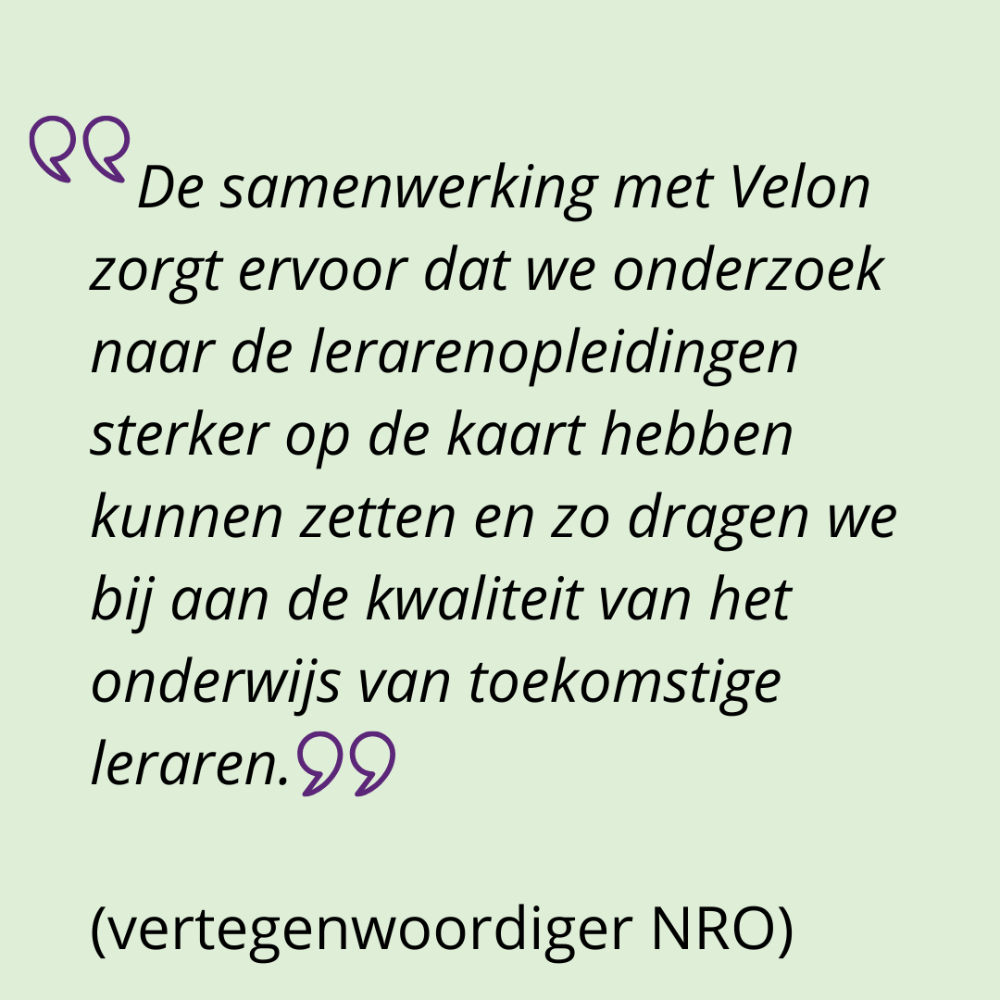 De samenwerking met Velon
zorgt ervoor dat we onderzoek
naar de lerarenopleidingen
sterker op de kaart hebben
kunnen zetten en zo dragen we
bij aan de kwaliteit van het
onderwijs van toekomstige
leraren.
(vertegenwoordiger NRO)